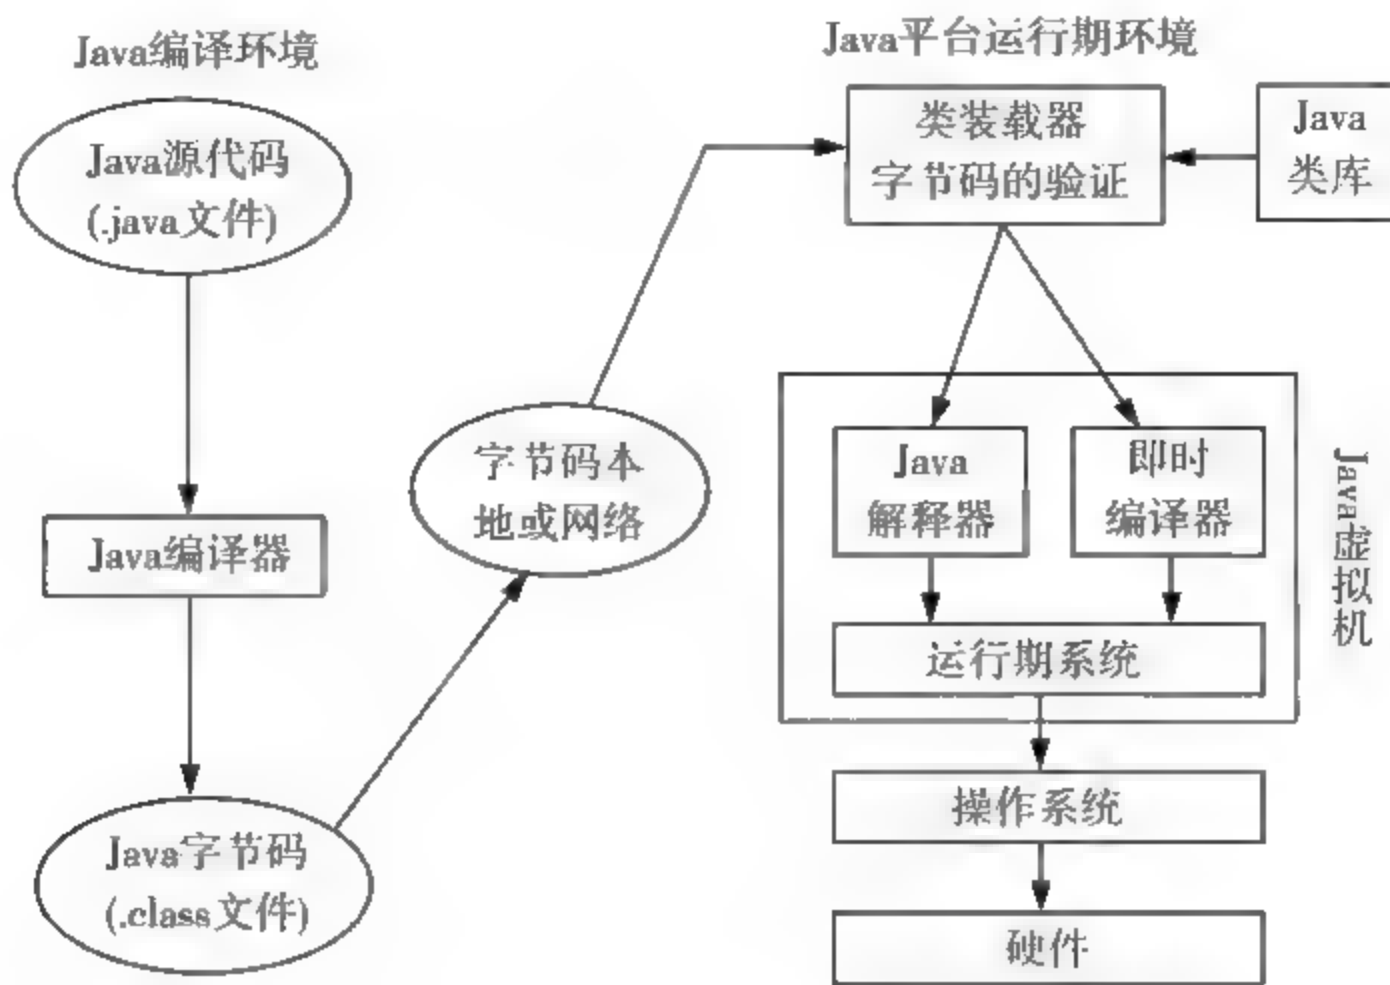 Java编译环境
Java源代码
(.java文件)
Java编译器
Java字节码
(.class文件)
字节码本
地或网络
Java平台运行期环境
类装载器
字节码的验证
Java
类库
Java
解释器
即时
编译器
运行期系统
Java虚拟机
操作系统
硬件